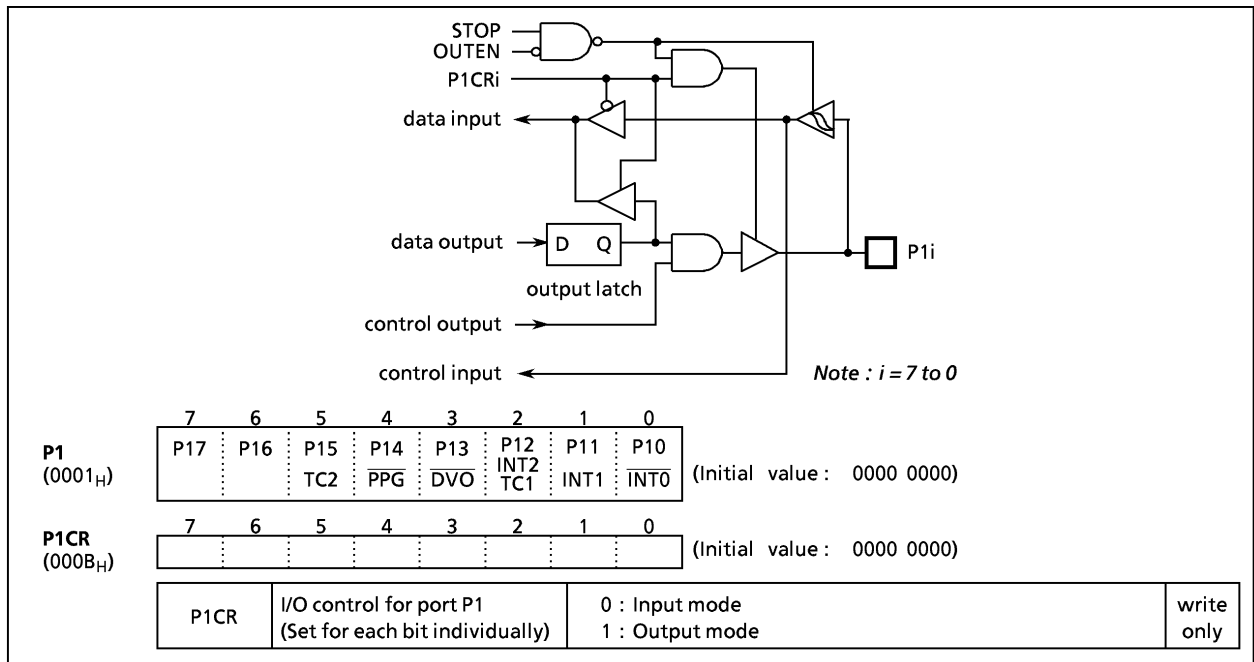 STOP
OUTEN
P1CRi
data input
data output
D Q
P1i
output latch
control output
control input
Note : i = 7 to 0
7 6 5 4 3 2 1 0
P1
(0001H)
P17 P16 P15 P14 P13 P12 P11 P10
TC2 PPG DVO INT2 TC1 INT1 INT0
(Initial value : 0000 0000)
7 6 5 4 3 2 1 0
P1CR
(000BH)
(Initial value : 0000 0000)
P1CR
I/O control for port P1
(Set for each bit individually)
0 : Input mode
1 : Output mode
write
only